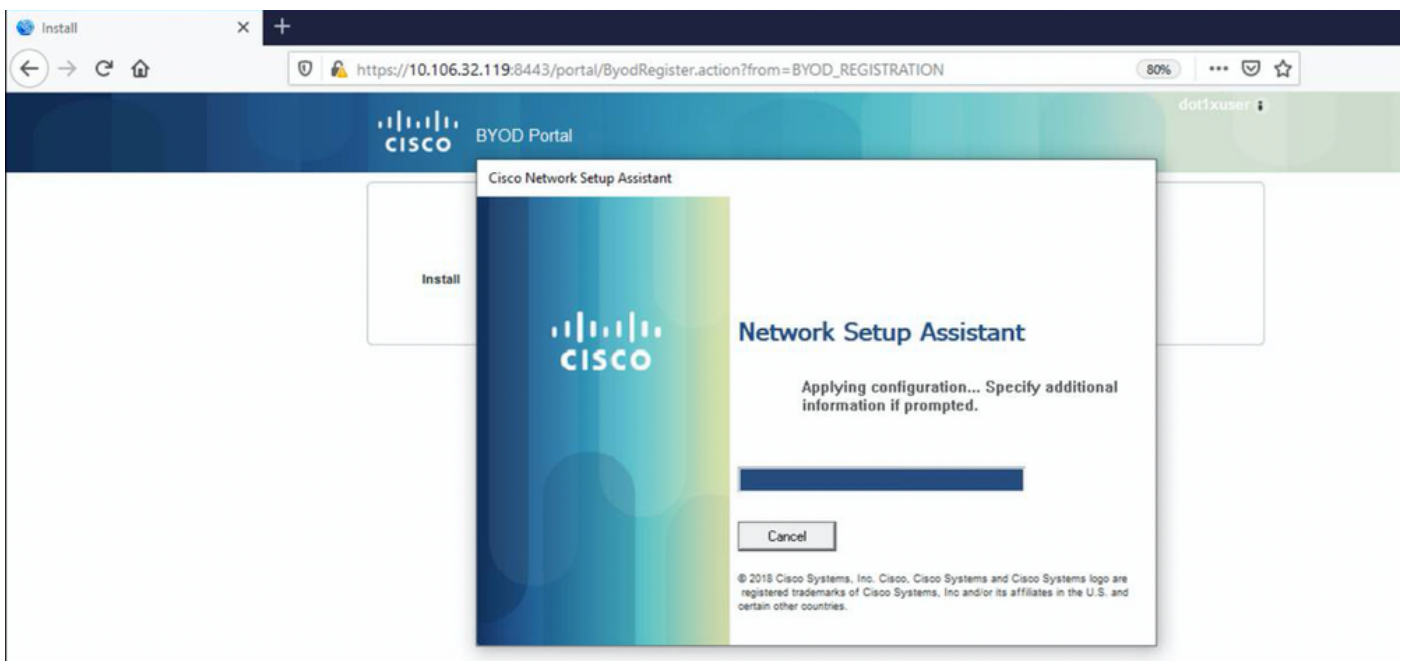 Install
https://10.106.32.119:8443/portal/ByodRegister.action?from=BYOD_REGISTRATION
80%
dot1xuser
CISCO
BYOD Portal
Cisco Network Setup Assistant
Install
CISCO
Network Setup Assistant
Applying configuration... Specify additional
information if prompted.
Cancel
© 2018 Cisco Systems, Inc. Cisco, Cisco Systems and Cisco Systems logo are
registered trademarks of Cisco Systems, Inc and/or its affiliates in the U.S. and
certain other countries.